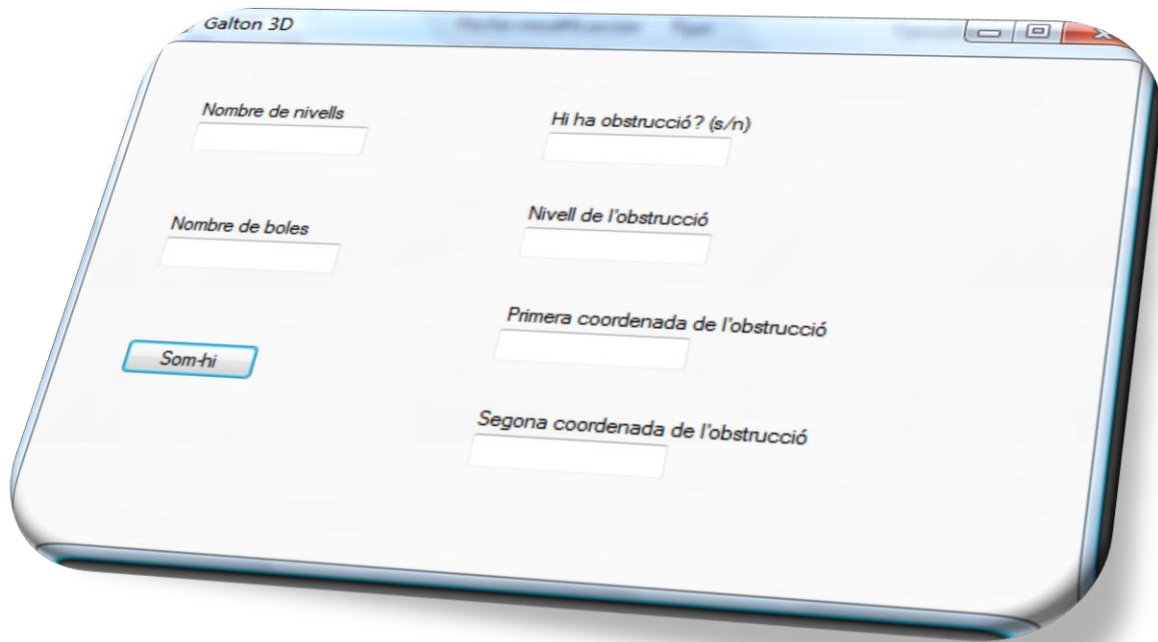 Galton 3D
Nombre de nivells
Hi ha obstrucció? (s/n)
Nombre de boles
Nivell de l'obstrucció
Primera coordenada de l'obstrucció
Som-hi
Segona coordenada de l'obstrucció